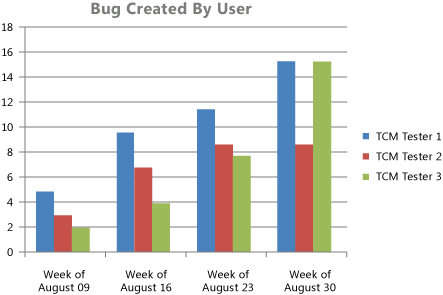 Bug Created By User
18
16
14
12
10
8
6
4
2
0
Week of
August 09
Week of
August 16
Week of
August 23
Week of
August 30
TCM Tester 1
TCM Tester 2
TCM Tester 3